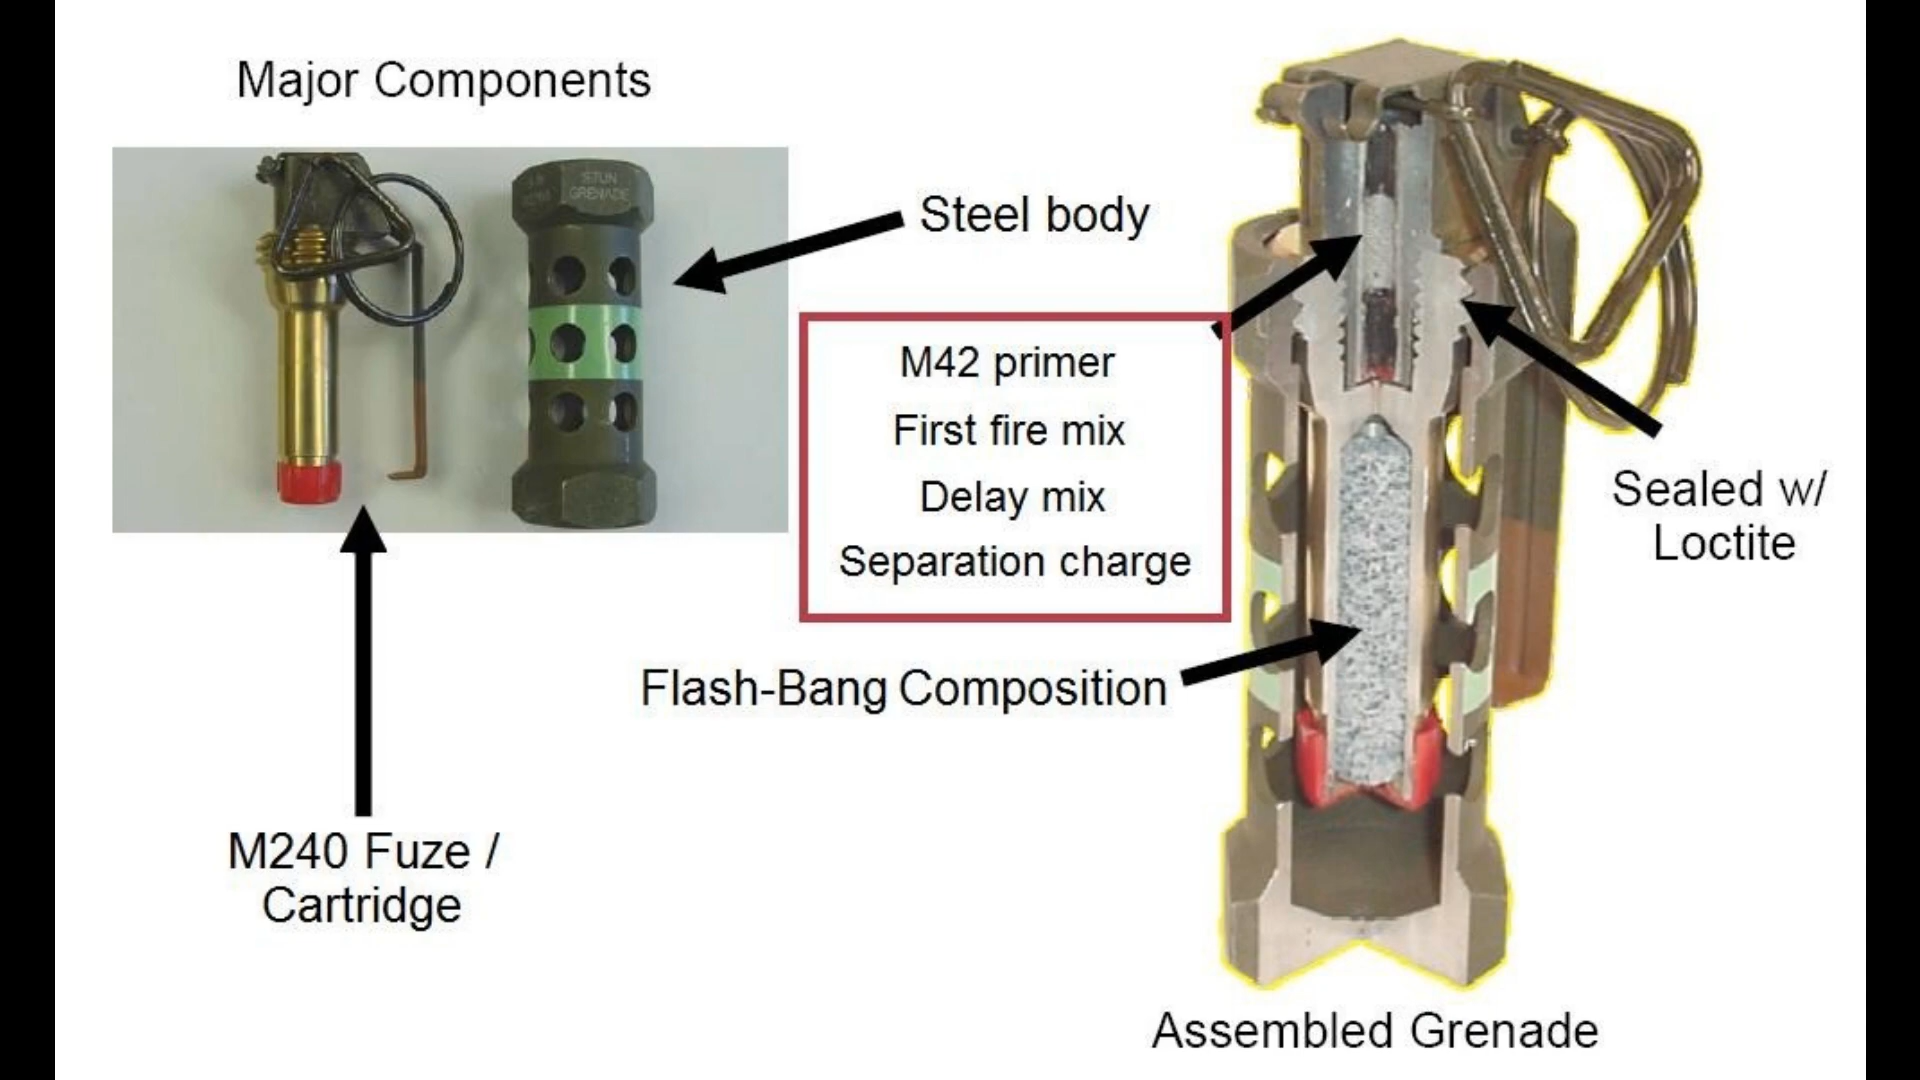 Major Components
STUN
GRENADE
Steel body
M42 primer
First fire mix
Delay mix
Separation charge
Sealed w/
Loctite
Flash-Bang Composition
M240 Fuze /
Cartridge
Assembled Grenade